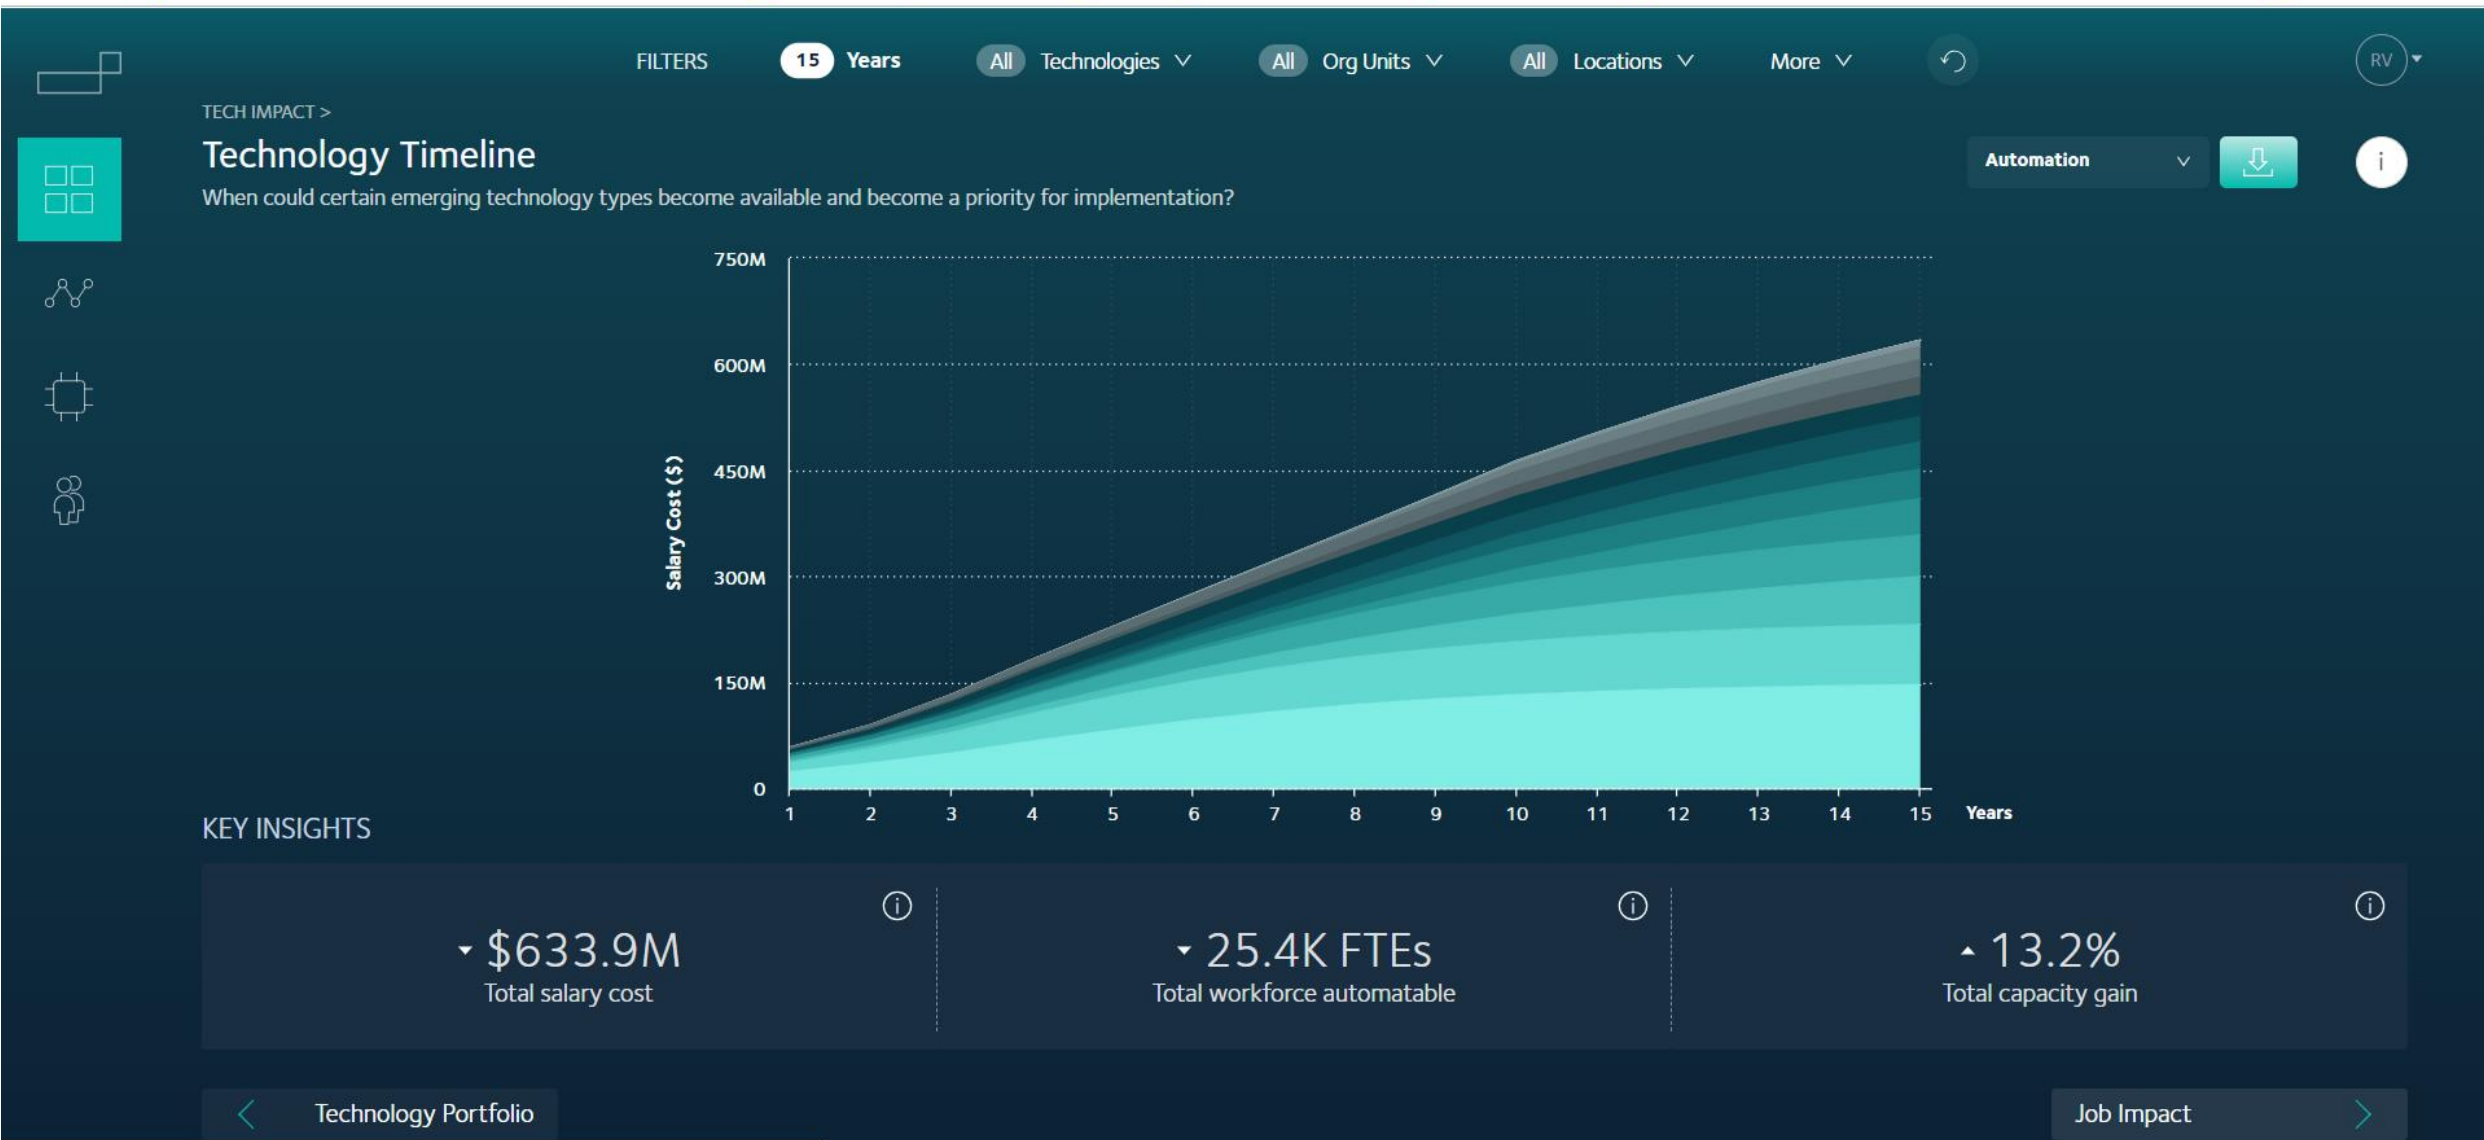 FILTERS 15 Years All Technologies All Org Units All Locations More RV
TECH IMPACT >
Technology Timeline
Automation
i
When could certain emerging technology types become available and become a priority for implementation?
750M
600M
450M
300M
150M
0
Salary Cost ($)
1 2 3 4 5 6 7 8 9 10 11 12 13 14 15 Years
KEY INSIGHTS
i i i
$633.9M 25.4K FTEs 13.2%
Total salary cost Total workforce automatable Total capacity gain
Technology Portfolio Job Impact